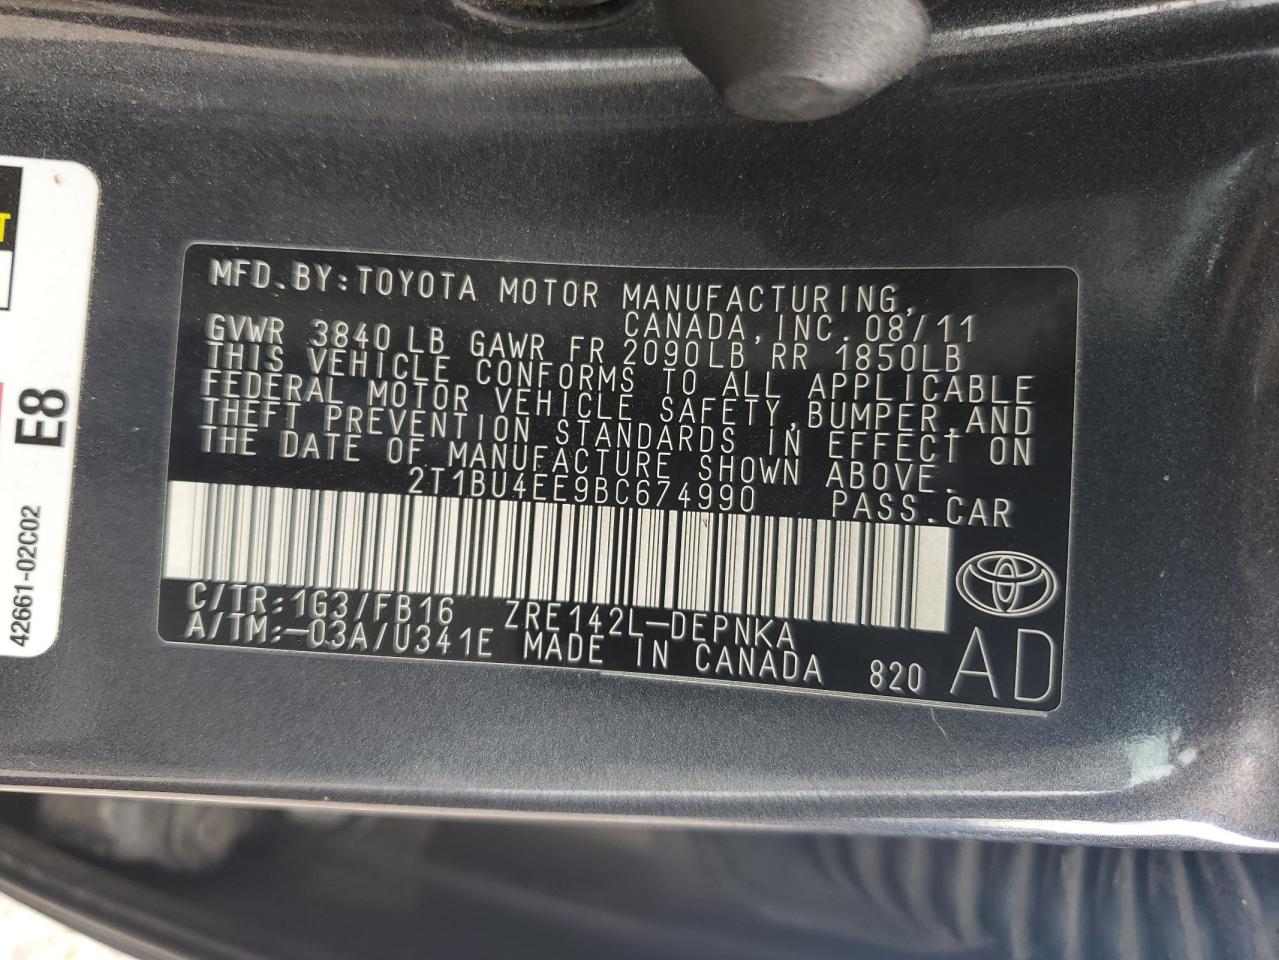 MFD.BY:TOYOTA MOTOR MANUFACTURING,
CANADA,INC.08/11
GVWR 3840 LB GAWR FR 2090LB RR 1850LB
THIS VEHICLE CONFORMS TO ALL APPLICABLE
FEDERAL MOTOR VEHICLE SAFETY,BUMPER,AND
THEFT PREVENTION STANDARDS IN EFFECT ON
THE DATE OF MANUFACTURE SHOWN ABOVE.
2T1BU4EE9BC674990 PASS.CAR
C/TR:1G3/FB16 ZRE142L-DEPNKA
A/TM:-03A/U341E MADE IN CANADA 820 AD
T
E8
42661-02C02